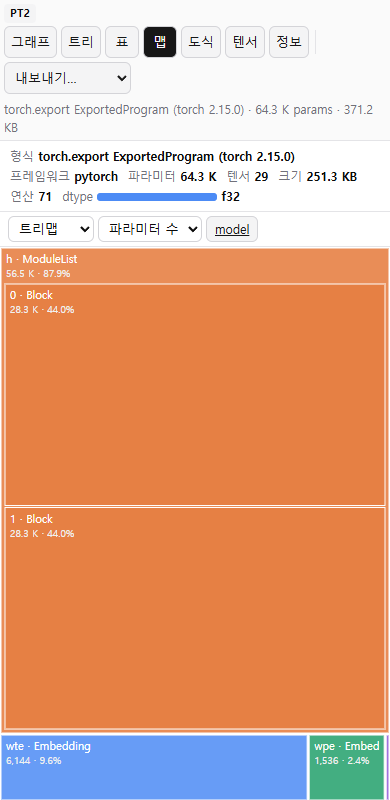 PT2
그래프 트리 표 맵 도식 텐서 정보
내보내기...
torch.export ExportedProgram (torch 2.15.0) · 64.3 K params · 371.2
KB
형식 torch.export ExportedProgram (torch 2.15.0)
프레임워크 pytorch 파라미터 64.3 K 텐서 29 크기 251.3 KB
연산 71 dtype f32
트리맵 파라미터 수 model
h · ModuleList
56.5 K · 87.9%
0 · Block
28.3 K · 44.0%
1 · Block
28.3 K · 44.0%
wte · Embedding wpe · Embed
6,144 · 9.6% 1,536 · 2.4%